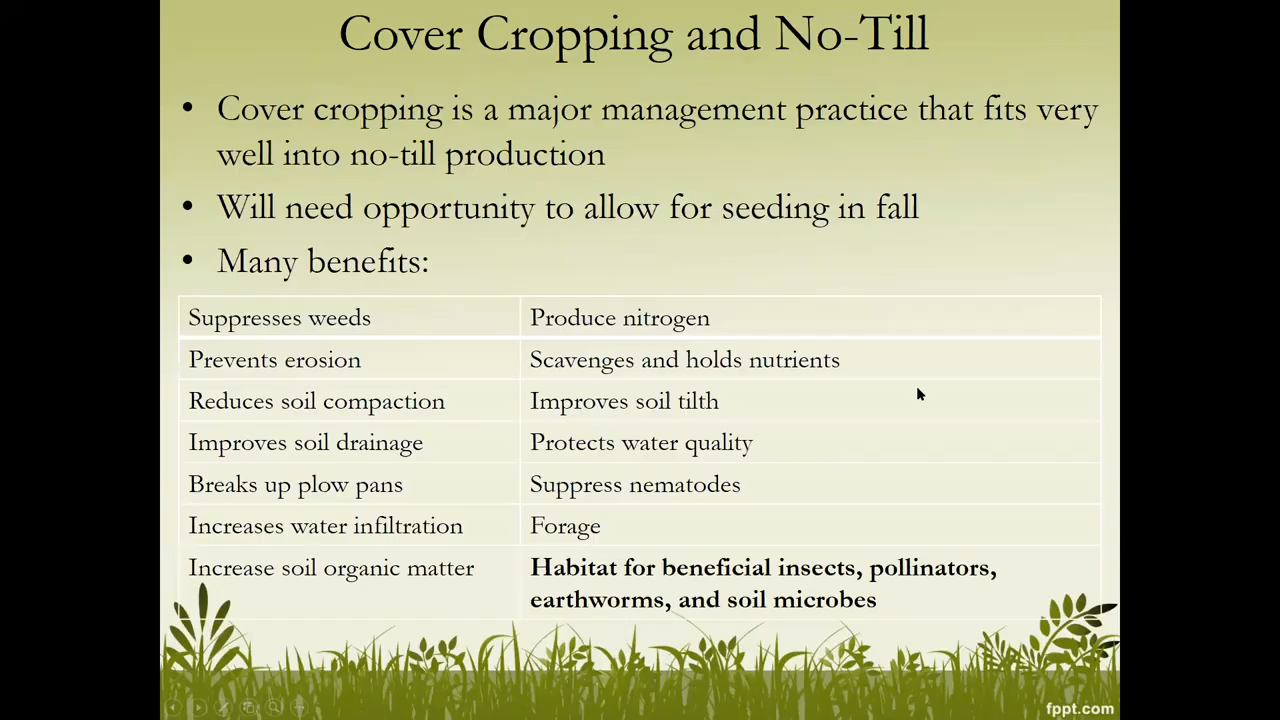 Cover Cropping and No-Till
• Cover cropping is a major management practice that fits very
well into no-till production
• Will need opportunity to allow for seeding in fall
• Many benefits:
Suppresses weeds Produce nitrogen
Prevents erosion Scavenges and holds nutrients
Reduces soil compaction Improves soil tilth
Improves soil drainage Protects water quality
Breaks up plow pans Suppress nematodes
Increases water infiltration Forage
Increase soil organic matter Habitat for beneficial insects, pollinators,
earthworms, and soil microbes
fppt.com